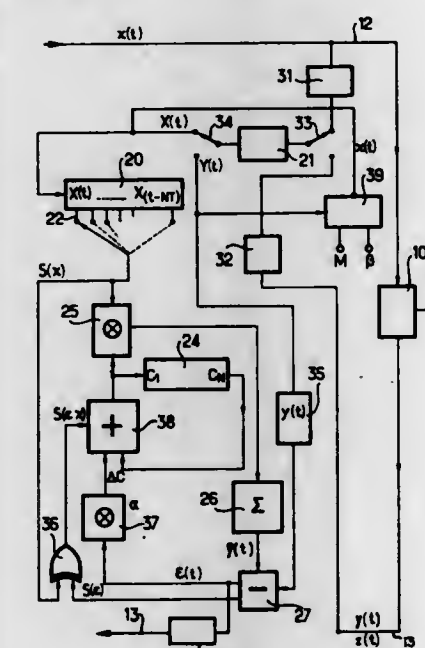 x(t)
12
31
X(t)
34
33
21
x(t)
20
Y(t)
39
X(t) ...... X(t-NT)
22
32
M β
10
S(x)
25
24
C1 CN
35
S(εx)
y(t)
38
ΔC
26
Σ
36
37
α
ŷ(t)
S(ε)
ε(t)
27
13
y(t)
z(t)
13